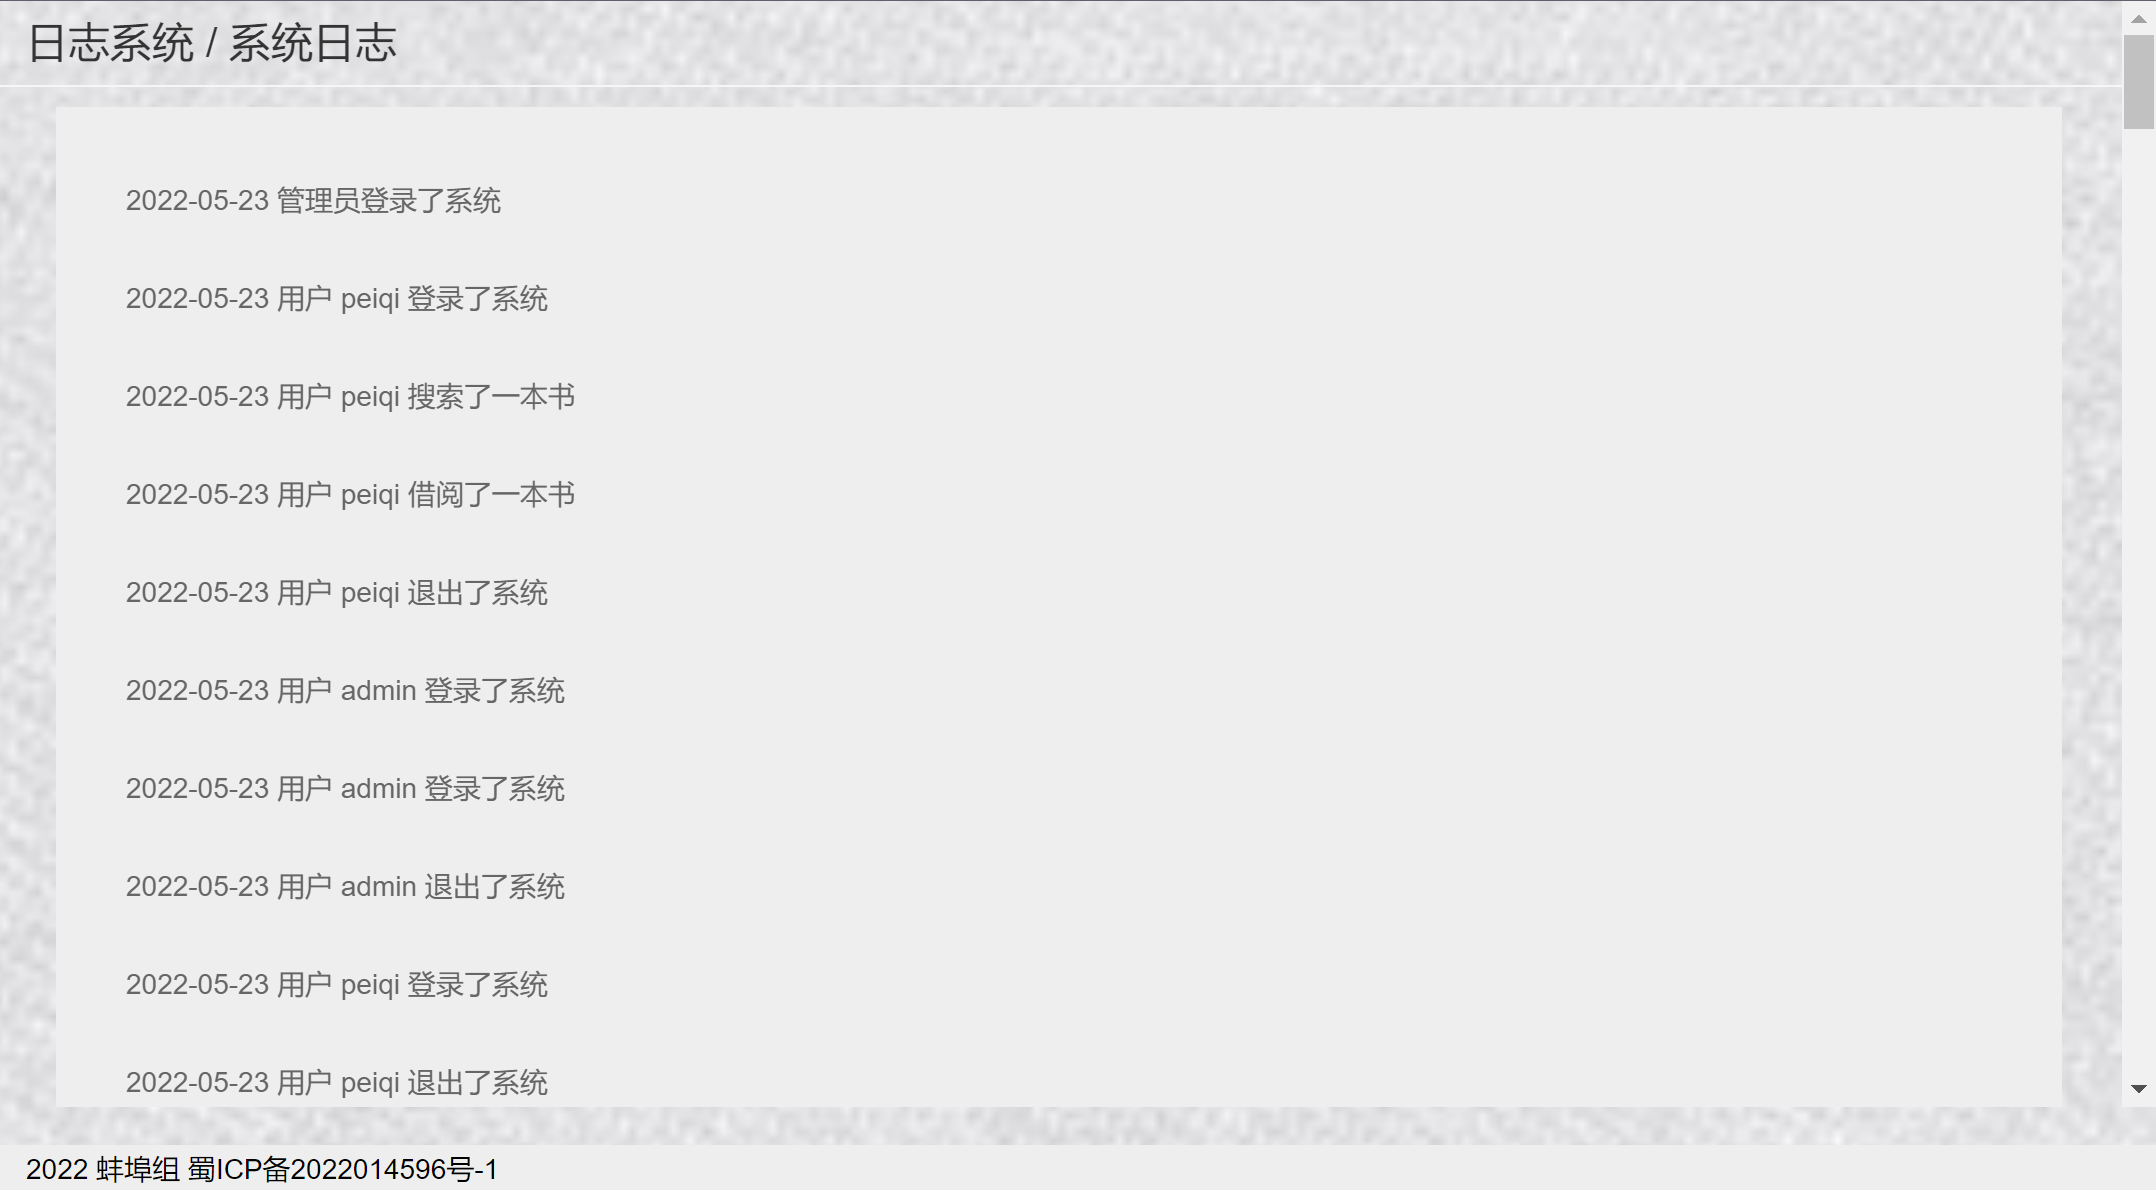 日志系统 / 系统日志
2022-05-23 管理员登录了系统
2022-05-23 用户 peiqi 登录了系统
2022-05-23 用户 peiqi 搜索了一本书
2022-05-23 用户 peiqi 借阅了一本书
2022-05-23 用户 peiqi 退出了系统
2022-05-23 用户 admin 登录了系统
2022-05-23 用户 admin 登录了系统
2022-05-23 用户 admin 退出了系统
2022-05-23 用户 peiqi 登录了系统
2022-05-23 用户 peiqi 退出了系统
2022 蚌埠组 蜀ICP备2022014596号-1